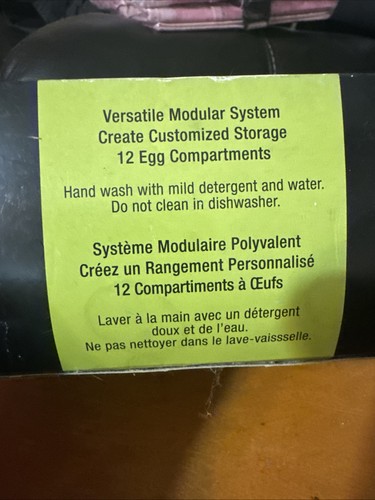 Versatile Modular System
Create Customized Storage
12 Egg Compartments
Hand wash with mild detergent and water.
Do not clean in dishwasher.
Système Modulaire Polyvalent
Créez un Rangement Personnalisé
12 Compartiments à Œufs
Laver à la main avec un détergent
doux et de l'eau.
Ne pas nettoyer dans le lave-vaissselle.